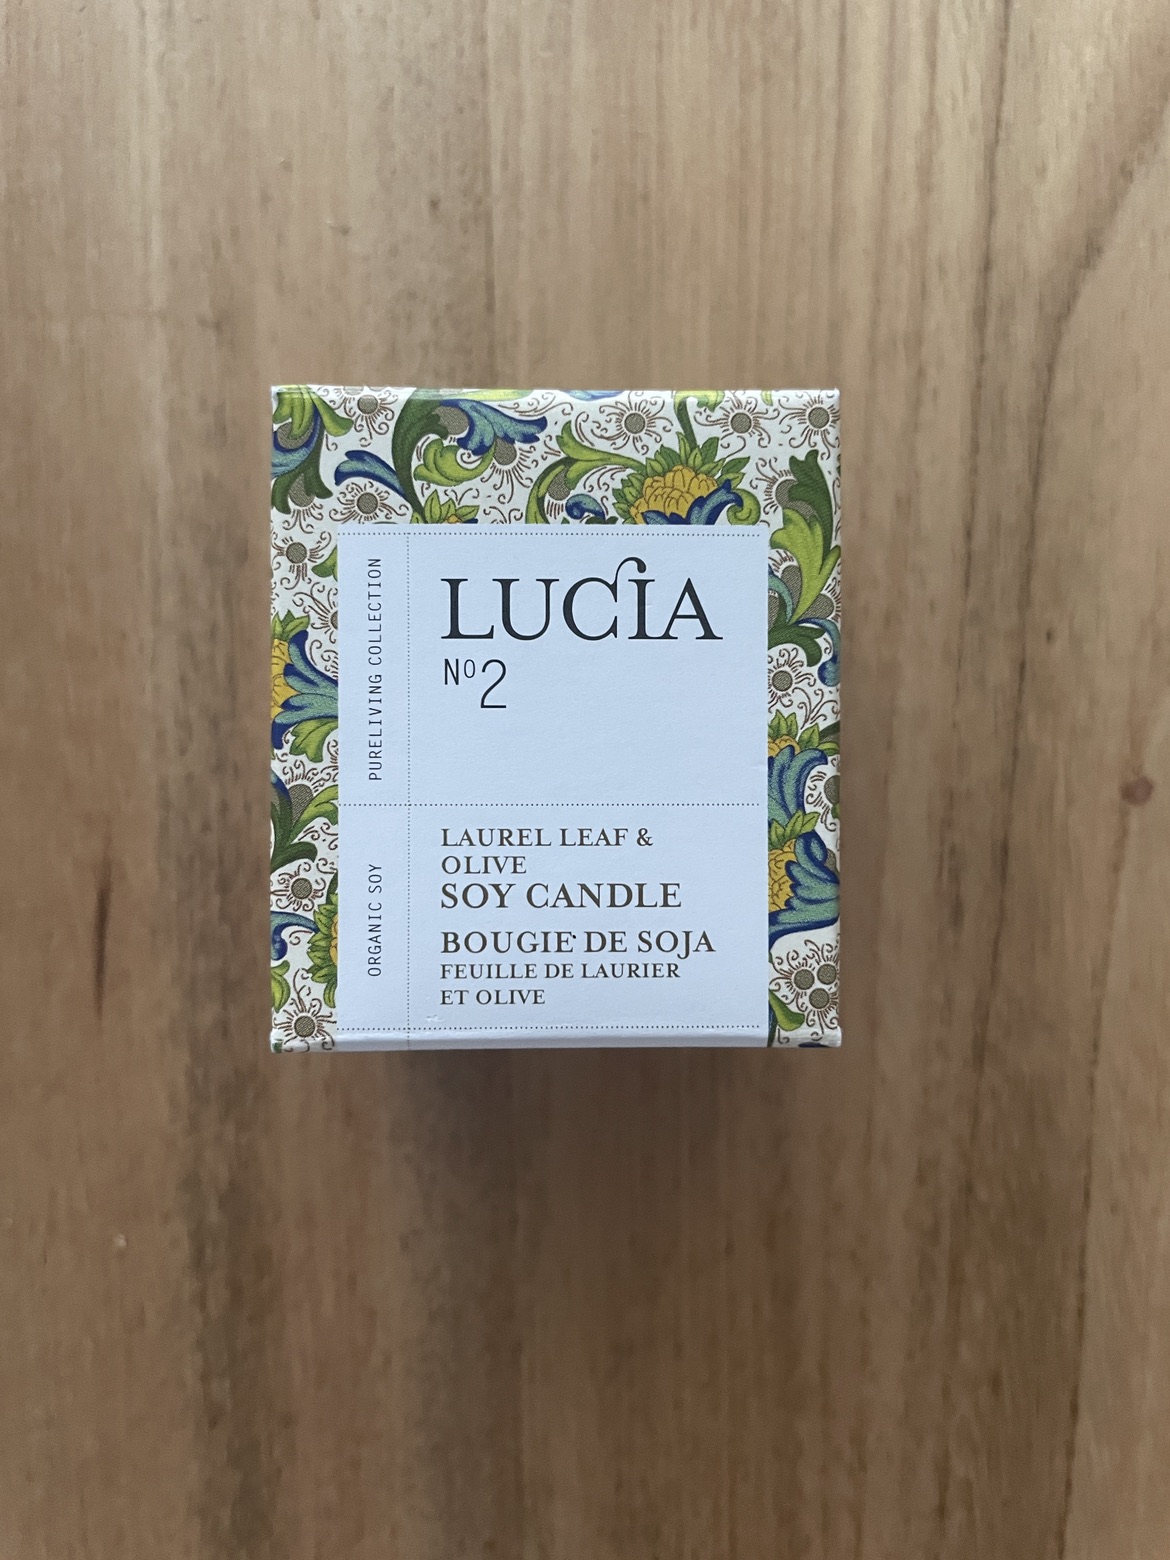 PURELIVING COLLECTION
LUCIA
Nº2
ORGANIC SOY
LAUREL LEAF &
OLIVE
SOY CANDLE
BOUGIE DE SOJA
FEUILLE DE LAURIER
ET OLIVE